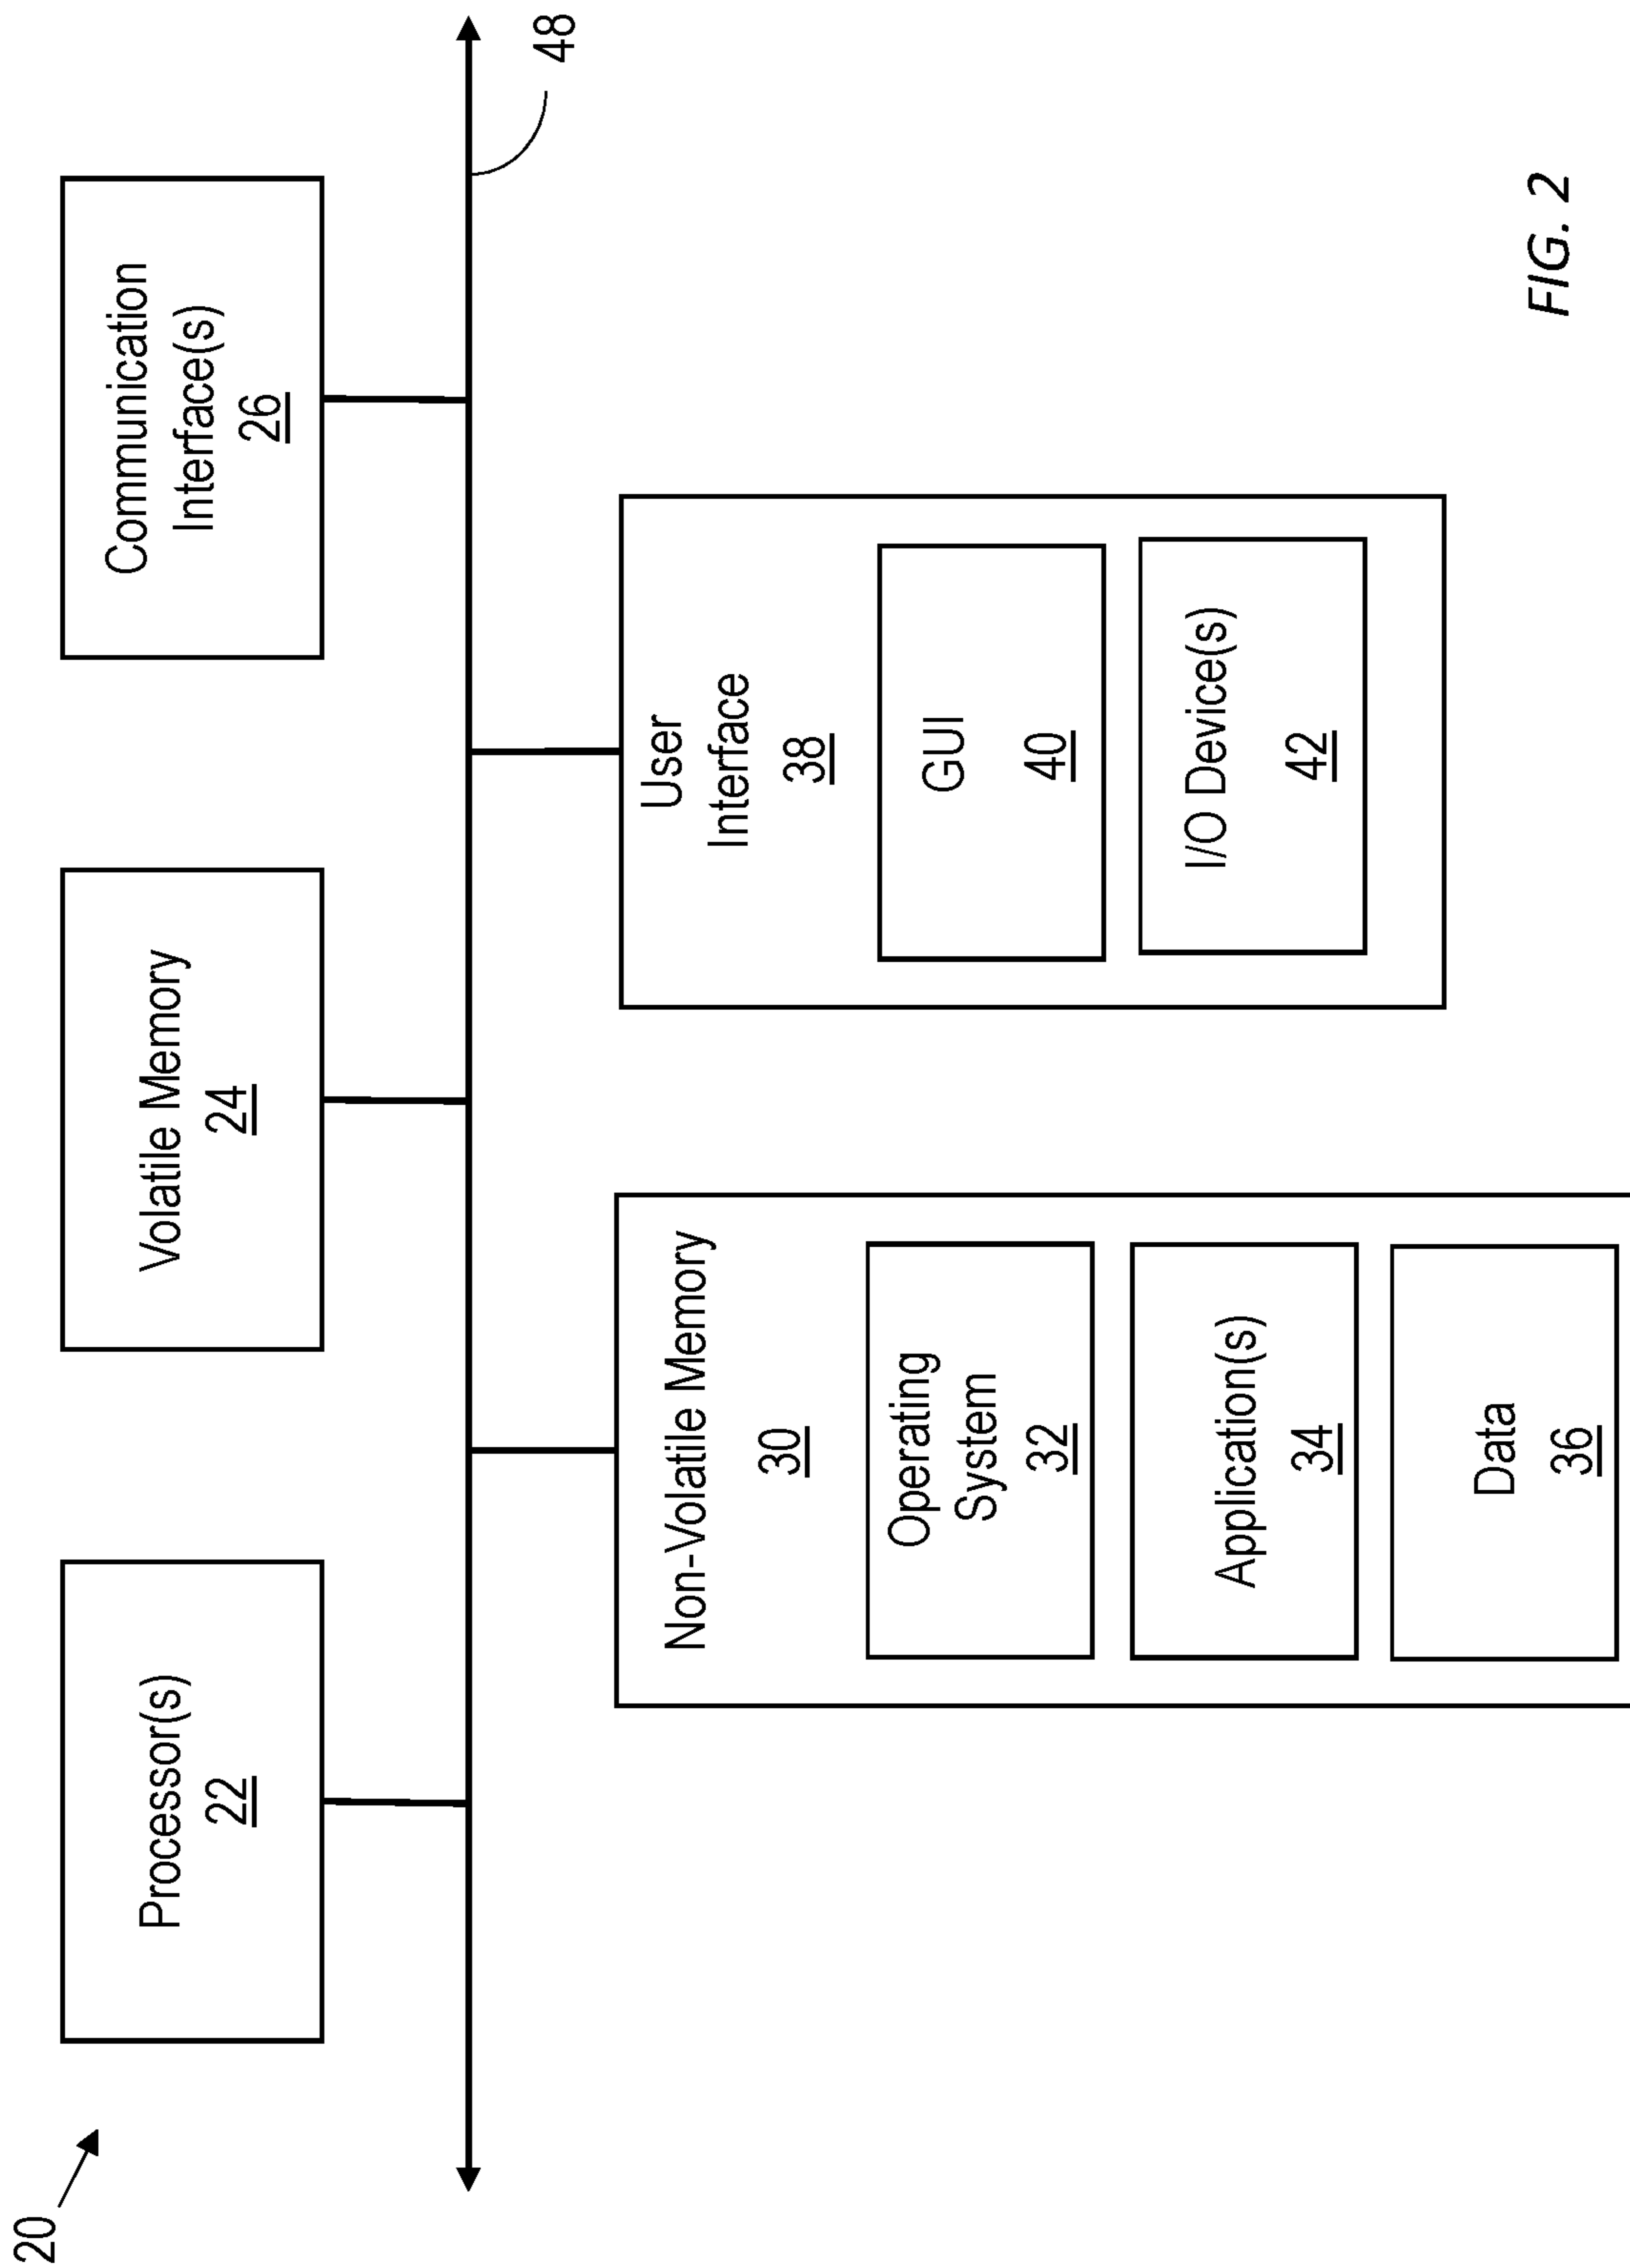 20
Processor(s)
22
Volatile Memory
24
Communication
Interface(s)
26
48
Non-Volatile Memory
30
Operating
System
32
Application(s)
34
Data
36
User
Interface
38
GUI
40
I/O Device(s)
42
FIG. 2